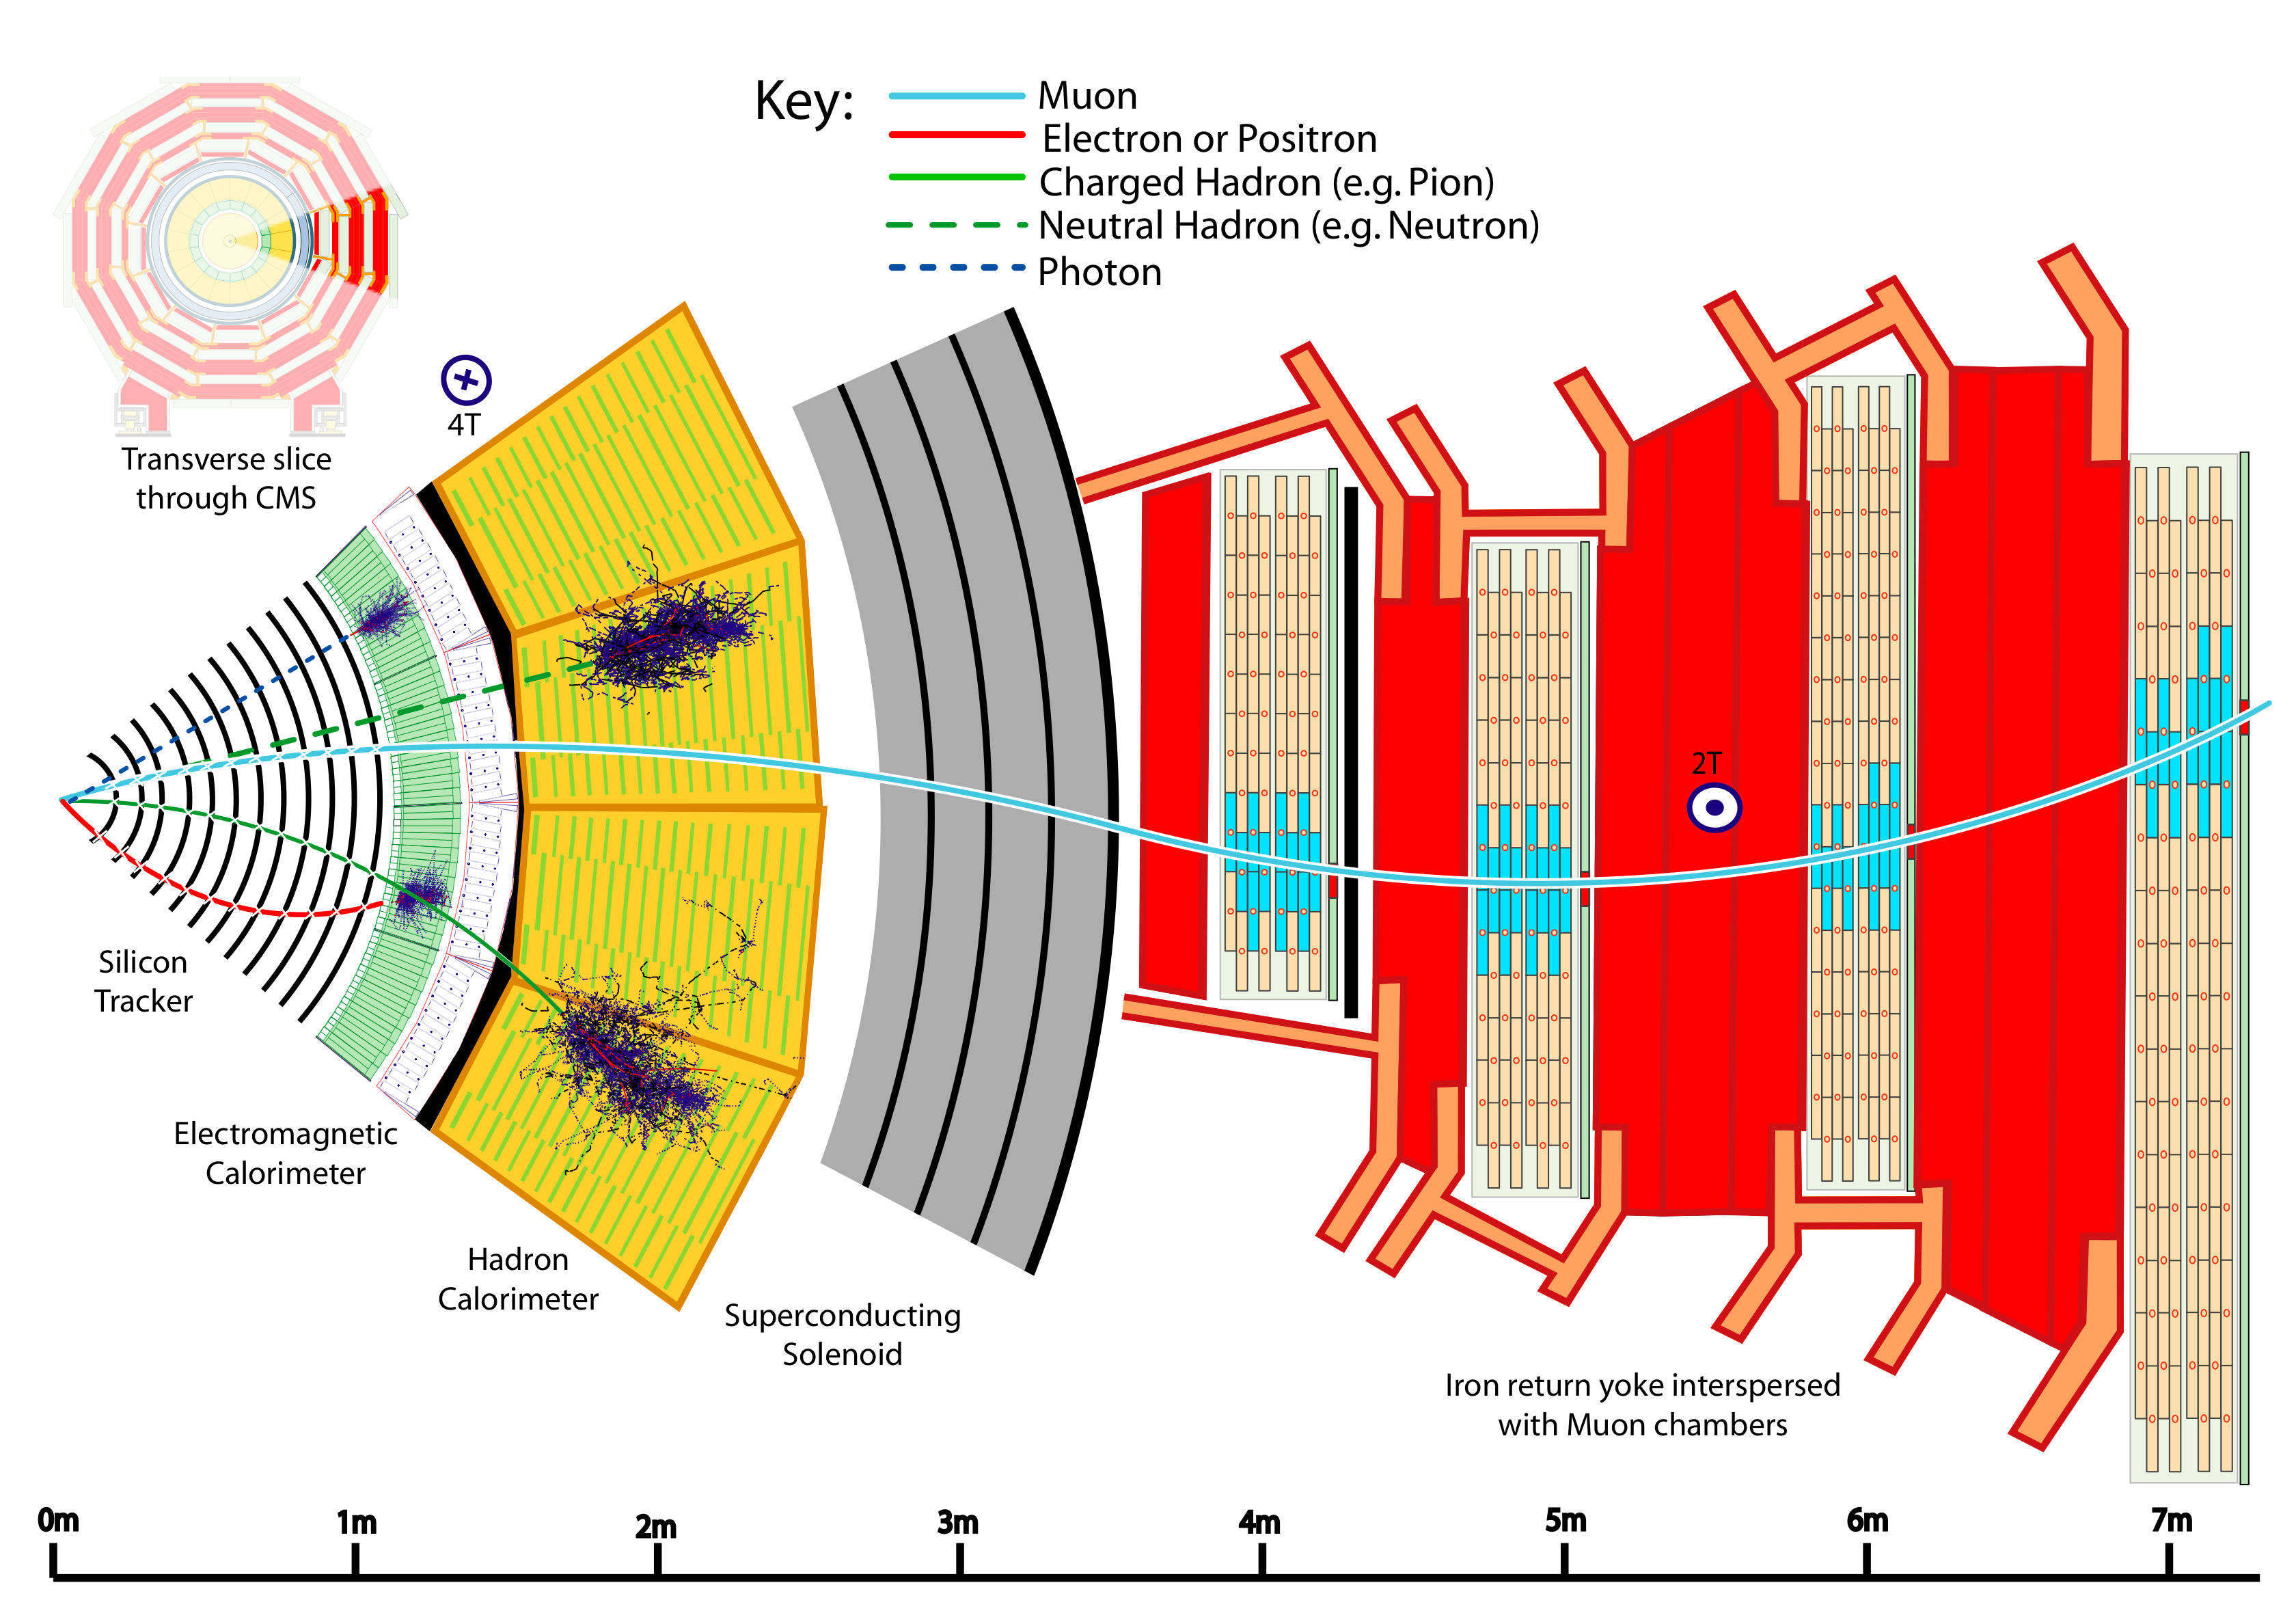 Key:
Muon
Electron or Positron
Charged Hadron (e.g. Pion)
Neutral Hadron (e.g. Neutron)
Photon
4T
Transverse slice
through CMS
2T
Silicon
Tracker
Electromagnetic
Calorimeter
Hadron
Calorimeter
Superconducting
Solenoid
Iron return yoke interspersed
with Muon chambers
0m 1m 2m 3m 4m 5m 6m 7m